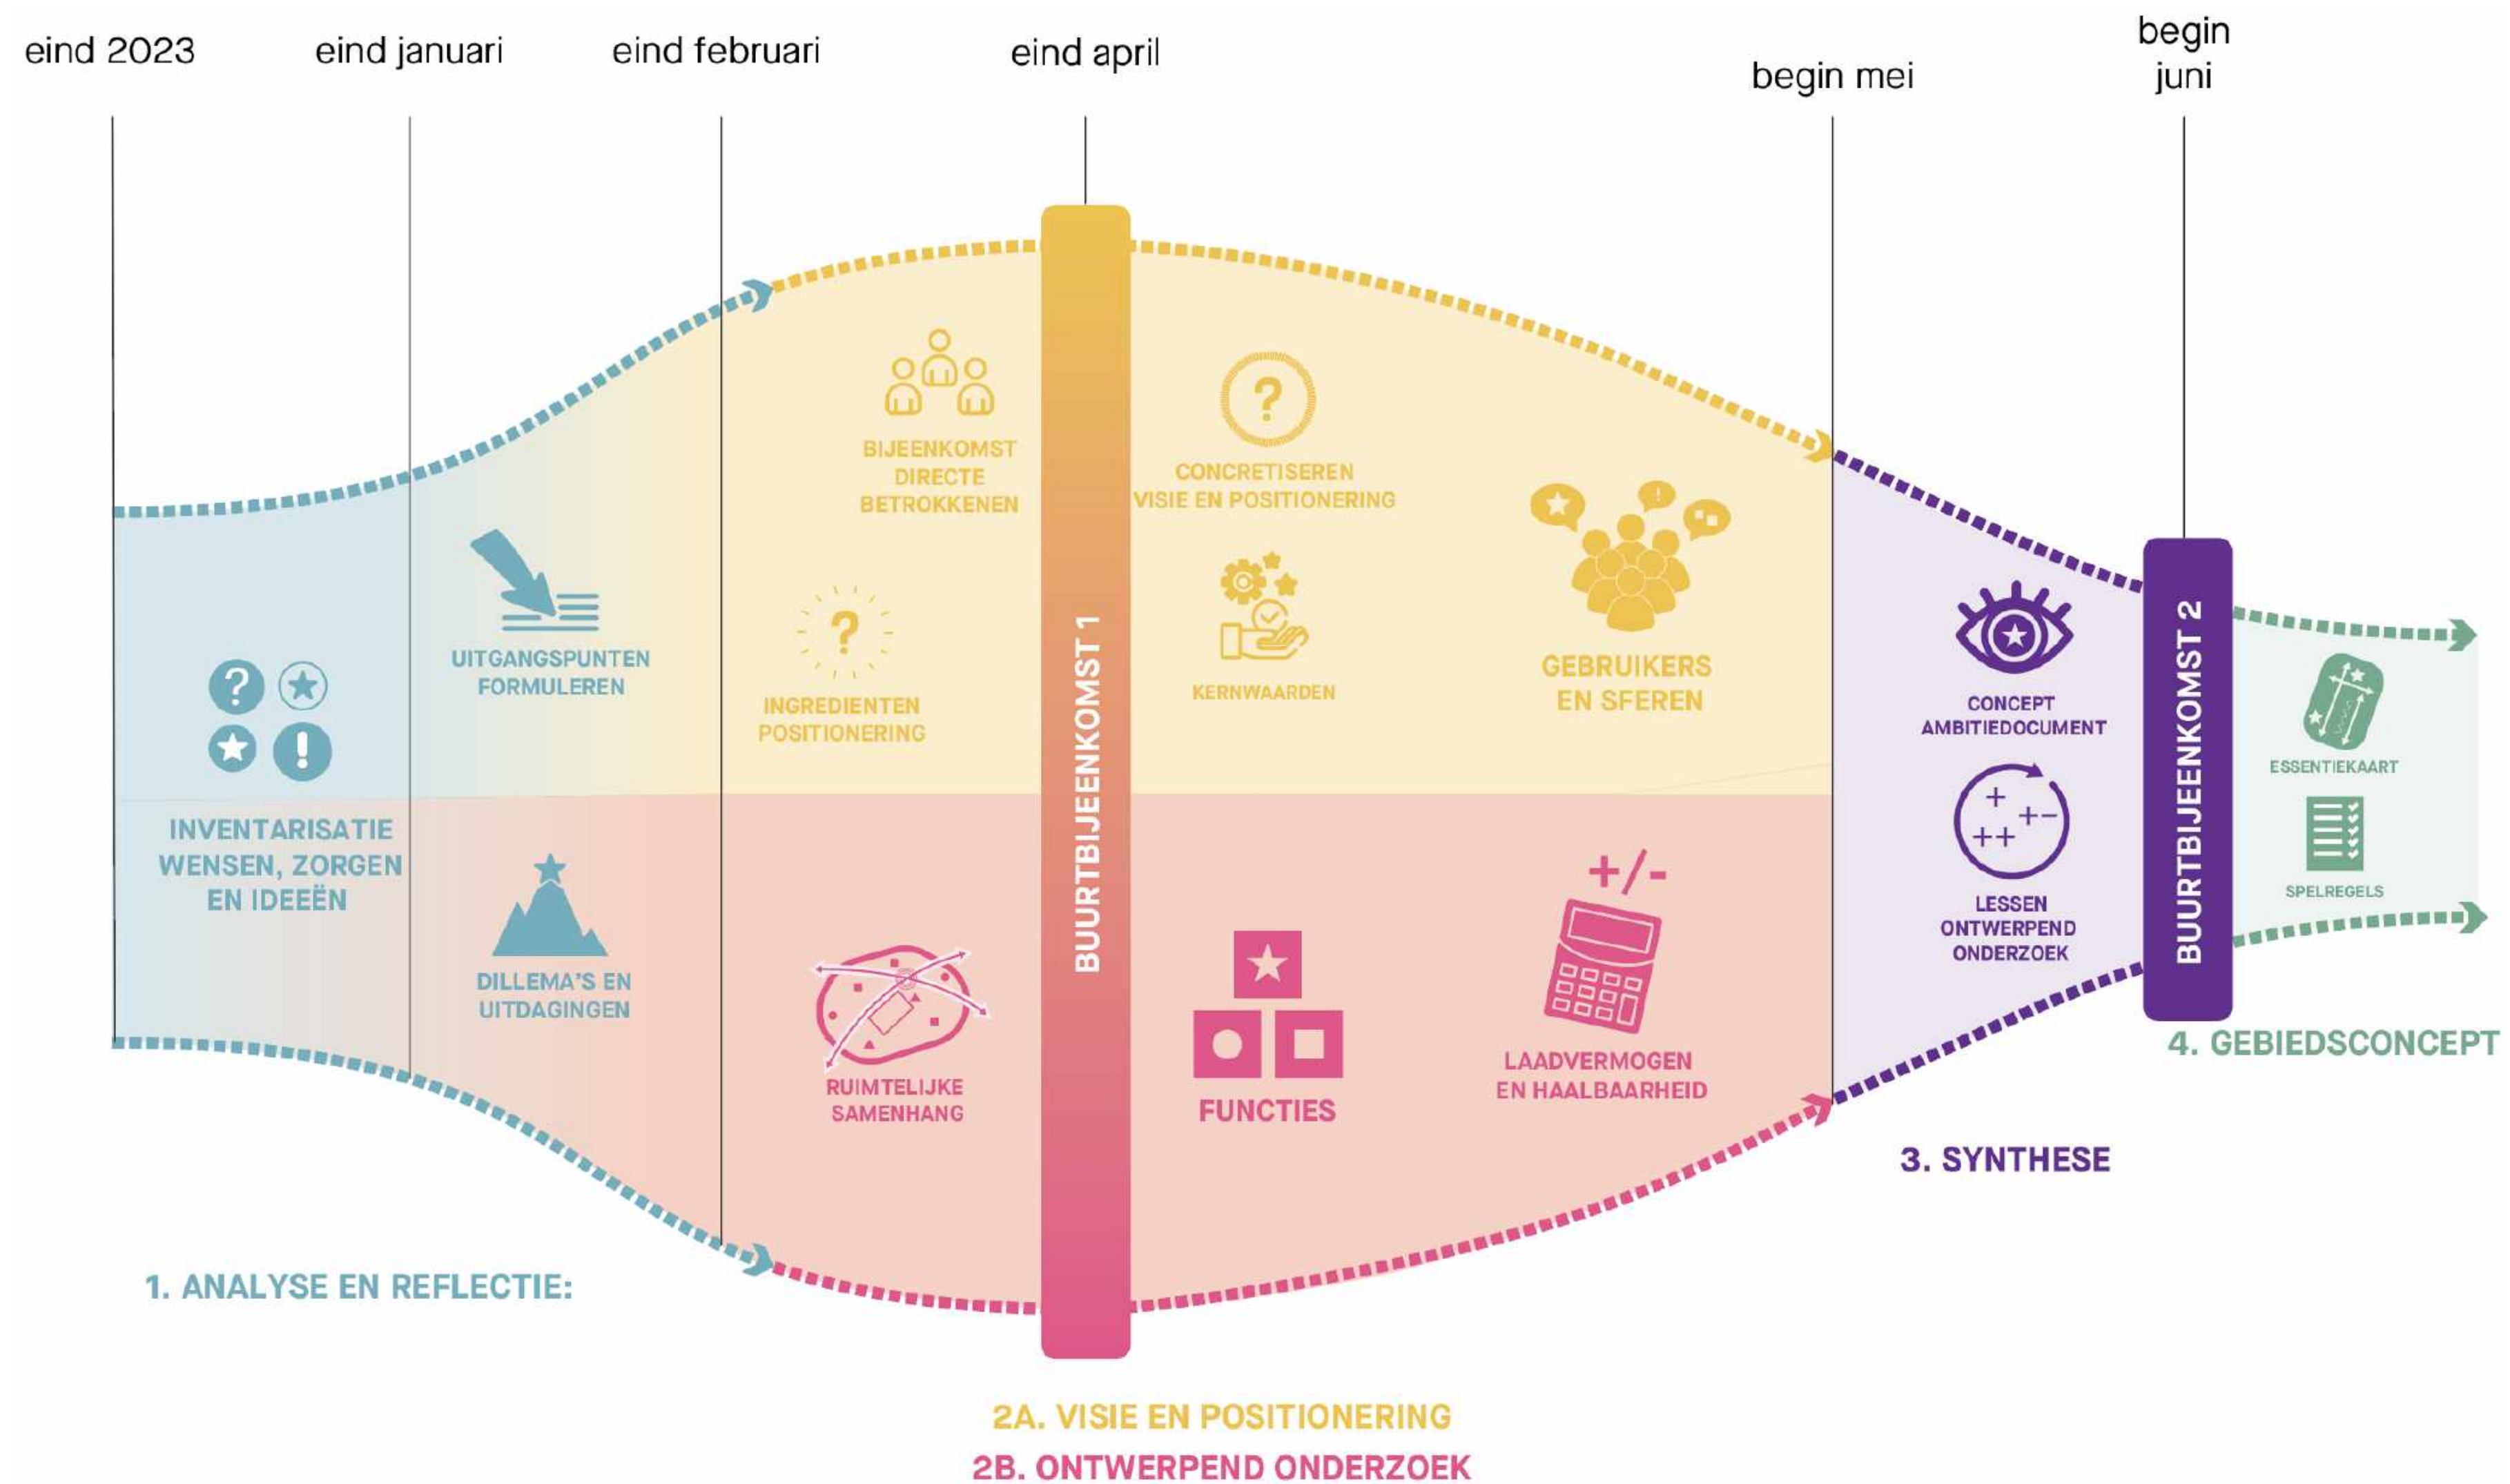 eind 2023
eind januari
eind februari
eind april
begin mei
begin
juni
INVENTARISATIE
WENSEN, ZORGEN
EN IDEEËN
UITGANGSPUNTEN
FORMULEREN
DILLEMA'S EN
UITDAGINGEN
1. ANALYSE EN REFLECTIE:
BIJEENKOMST
DIRECTE
BETROKKENEN
INGREDIENTEN
POSITIONERING
RUIMTELIJKE
SAMENHANG
BUURTBIJEENKOMST 1
CONCRETISEREN
VISIE EN POSITIONERING
KERNWAARDEN
GEBRUIKERS
EN SFEREN
FUNCTIES
+/-
LAADVERMOGEN
EN HAALBAARHEID
2A. VISIE EN POSITIONERING
2B. ONTWERPEND ONDERZOEK
CONCEPT
AMBITIEDOCUMENT
LESSEN
ONTWERPEND
ONDERZOEK
3. SYNTHESE
BUURTBIJEENKOMST 2
ESSENTIEKAART
SPELREGELS
4. GEBIEDSCONCEPT